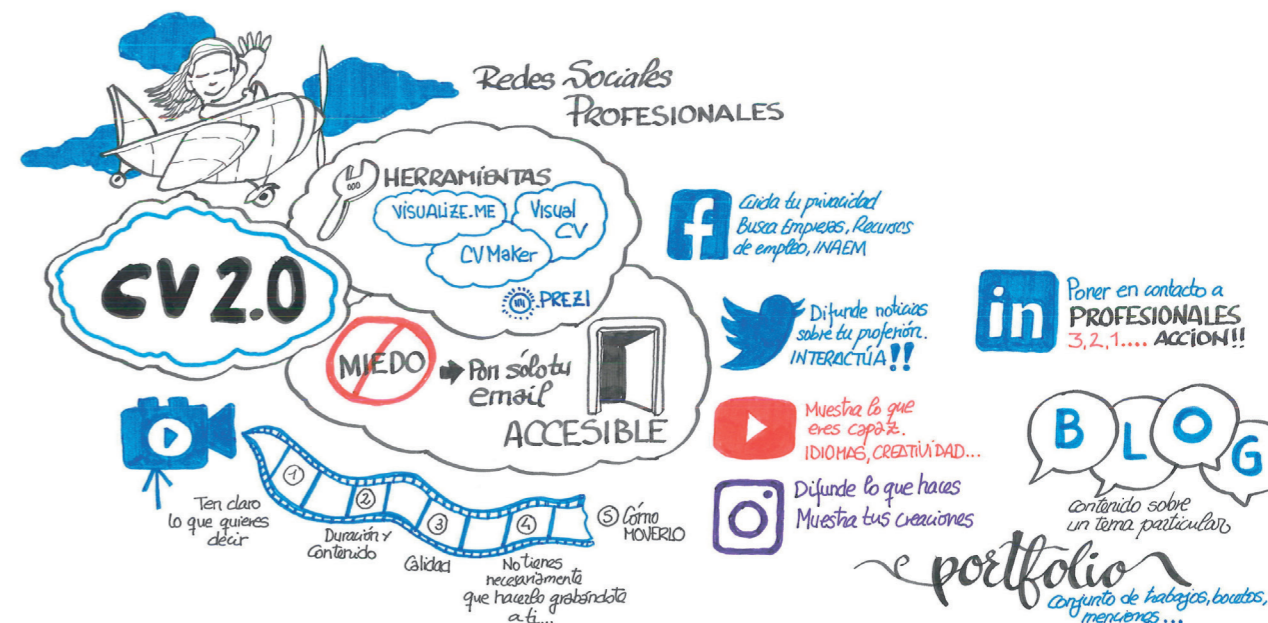 Redes Sociales
PROFESIONALES
HERRAMIENTAS
VISUALIZE.ME
Visual
CV
CV Maker
PREZI
CV 2.0
MIEDO
Pon sólo tu
email
ACCESIBLE
Ten claro
lo que quieres
decir
1
2
3
4
Duración y
Contenido
Calidad
No tienes
necesariamente
que hacerlo grabándote
a ti...
5 Cómo
MOVERLO
f
Cuida tu privacidad
Busca Empresas, Recursos
de empleo, INAEM
Difunde noticias
sobre tu profesión.
INTERACTÚA!!
Muestra lo que
eres capaz.
IDIOMAS, CREATIVIDAD...
Difunde lo que haces
Muestra tus creaciones
in
Poner en contacto a
PROFESIONALES
3,2,1.... ACCIÓN!!
BLOG
contenido sobre
un tema particular
portfolio
conjunto de trabajos, bocetos,
menciones...